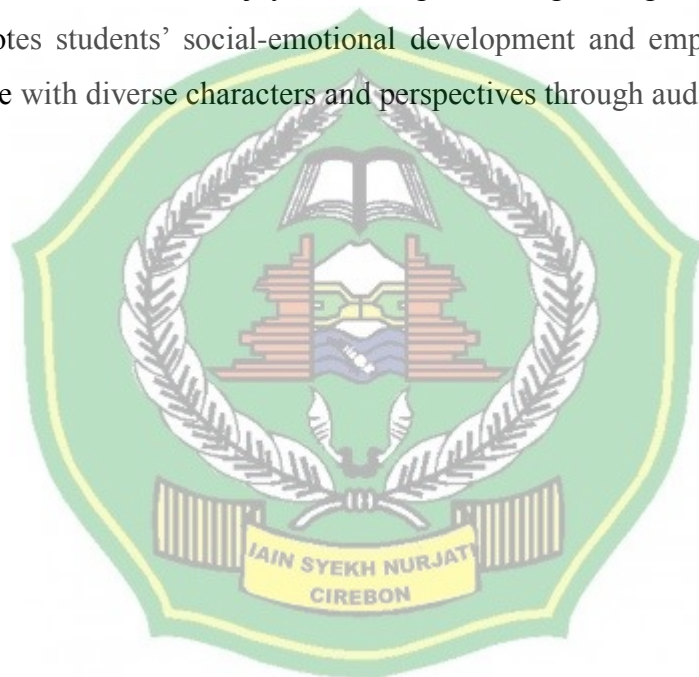 otes students’ social-emotional development and emp
e with diverse characters and perspectives through aud
IAIN SYEKH NURJATI
CIREBON